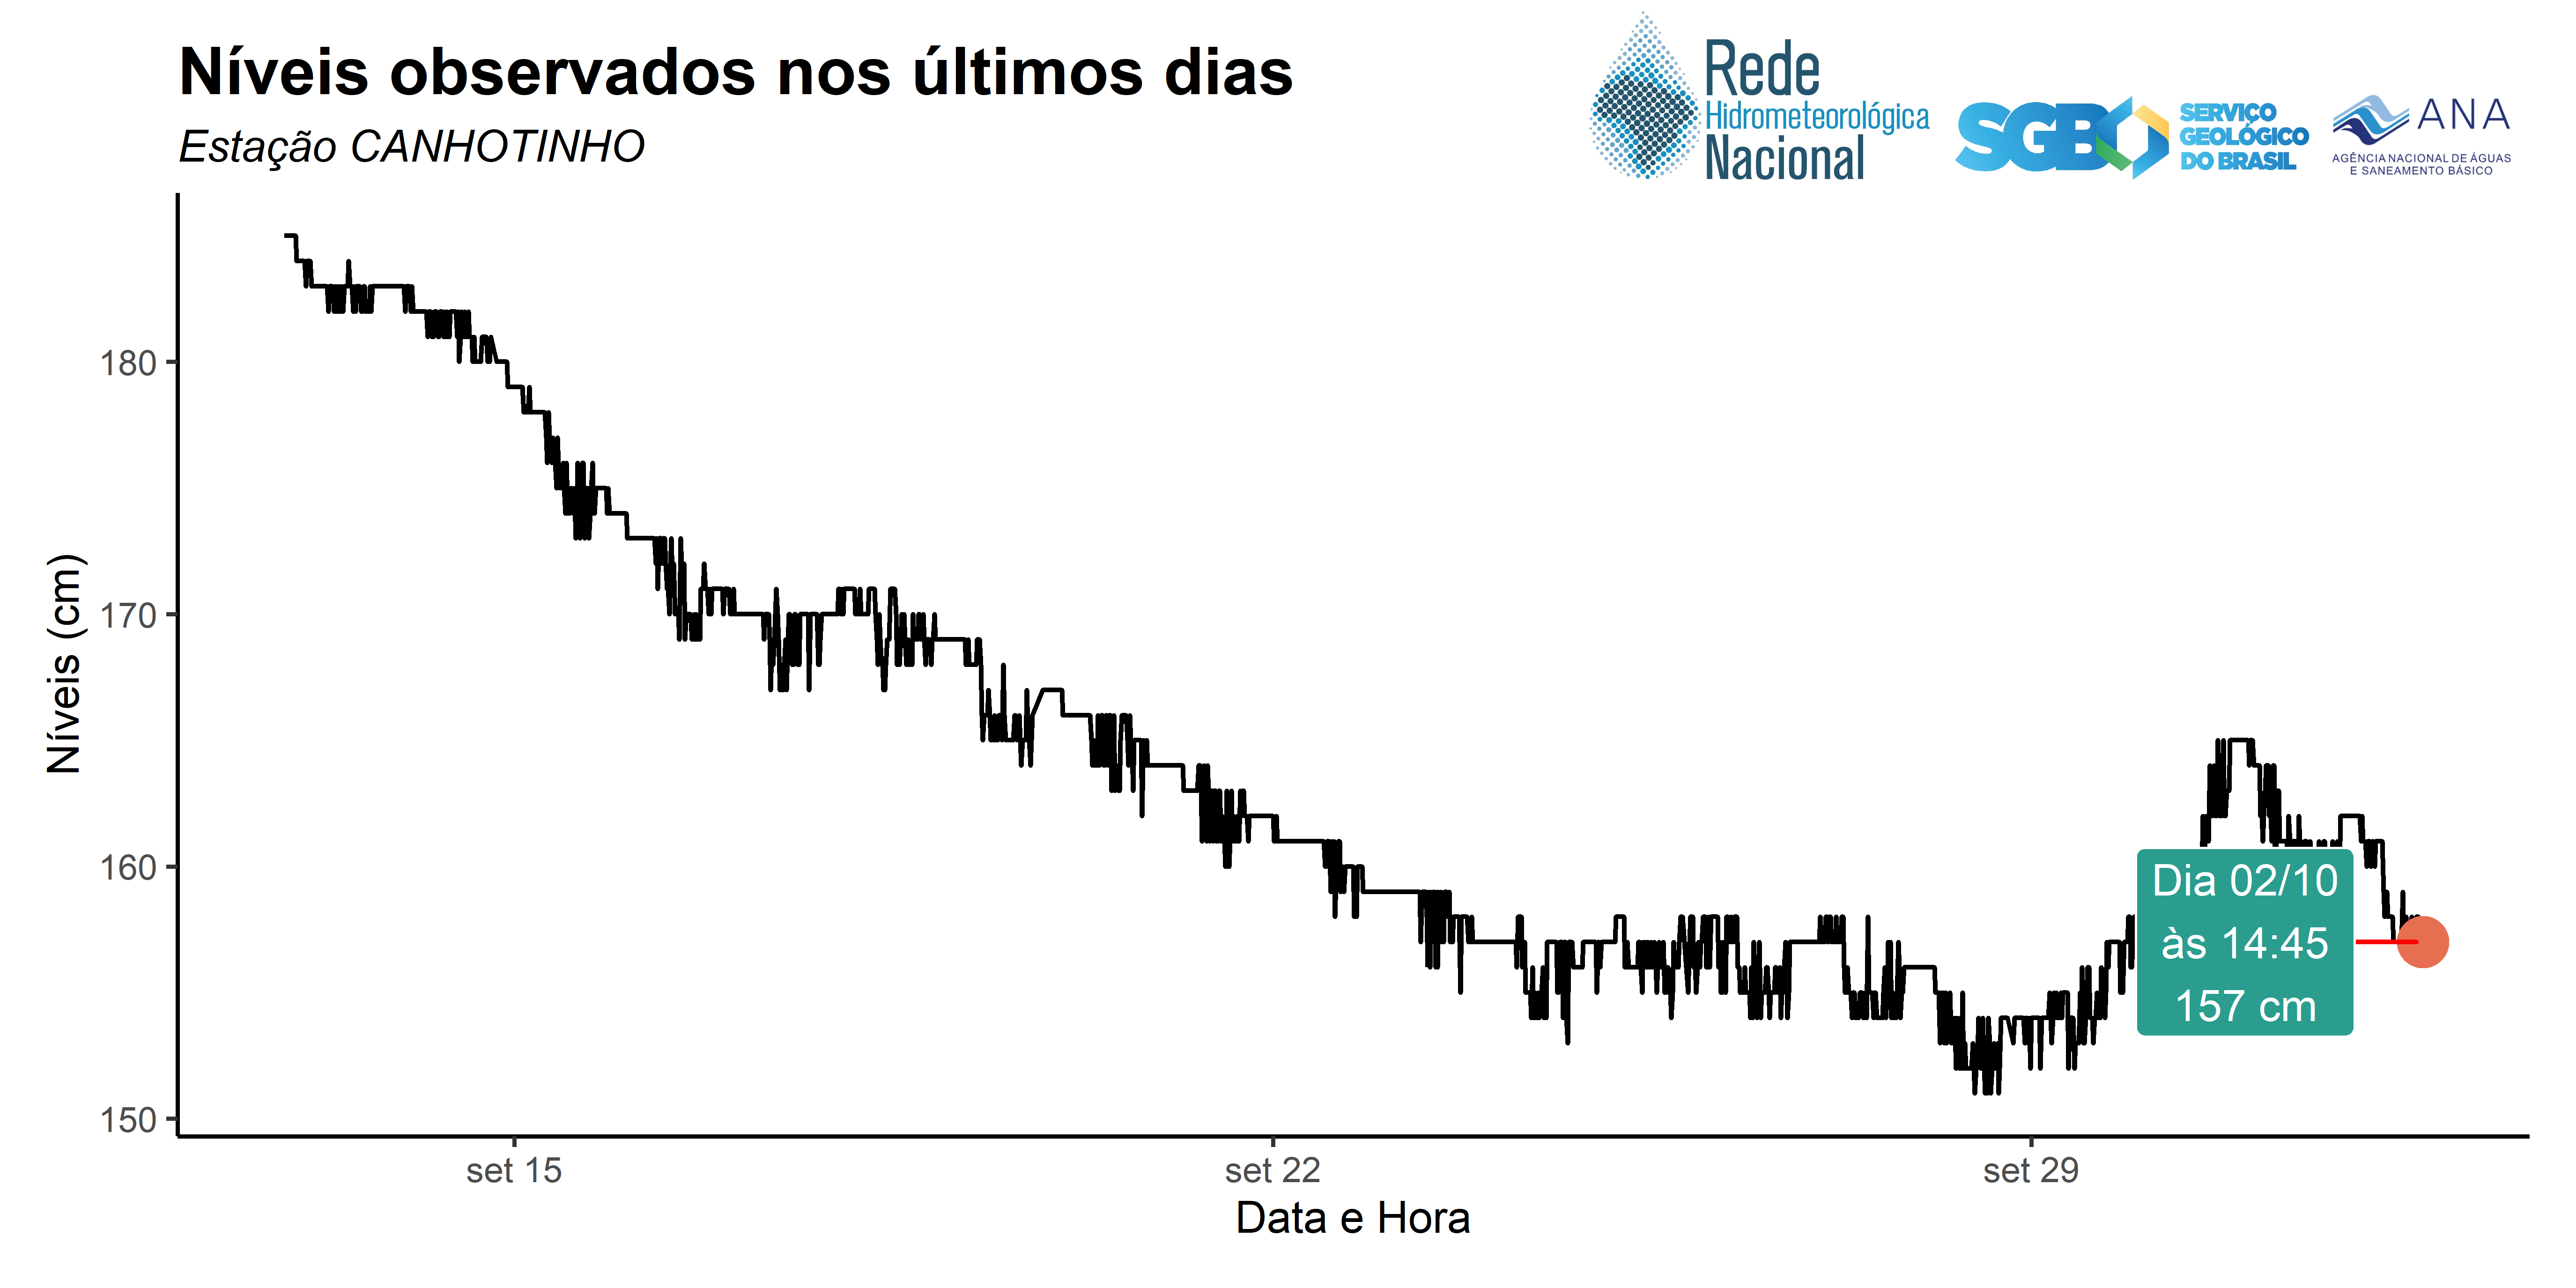 Níveis observados nos últimos dias
Estação CANHOTINHO
Rede
Hidrometeorológica
Nacional
SGB
SERVIÇO
GEOLÓGICO
DO BRASIL
ANA
AGÊNCIA NACIONAL DE ÁGUAS
E SANEAMENTO BÁSICO
Níveis (cm)
180
170
160
150
Dia 02/10
às 14:45
157 cm
set 15
set 22
set 29
Data e Hora